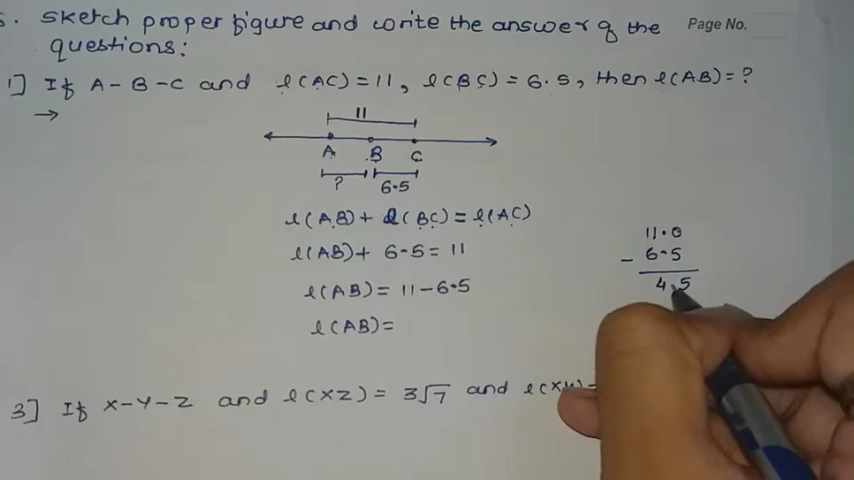 5. Sketch proper figure and write the answer of the Page No.
questions:
1] If A-B-C and l(AC)=11, l(BC)=6.5, then l(AB)=?
→
11
A B C
? 6.5
l(AB)+ l(BC)=l(AC)
l(AB)+ 6.5=11
l(AB)= 11-6.5
l(AB)=
11.0
- 6.5
4.5
3] If X-Y-Z and l(XZ)= 3√7 and l(XY)=